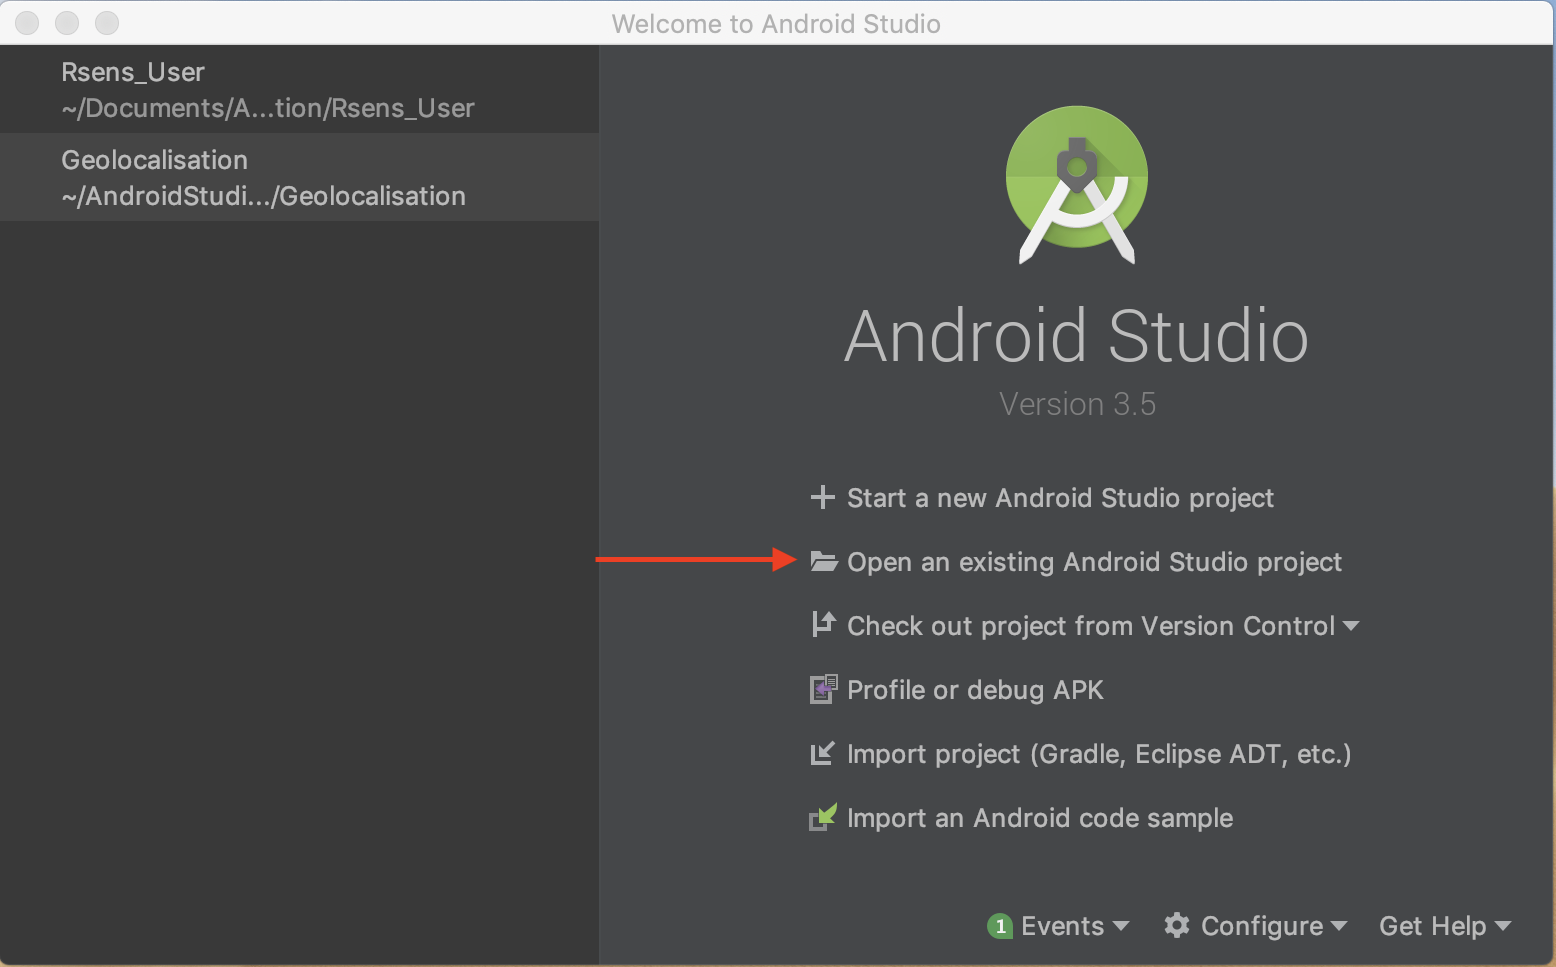 Welcome to Android Studio
Rsens_User
~/Documents/A...tion/Rsens_User
Geolocalisation
~/AndroidStudi.../Geolocalisation
Android Studio
Version 3.5
Start a new Android Studio project
Open an existing Android Studio project
Check out project from Version Control
Profile or debug APK
Import project (Gradle, Eclipse ADT, etc.)
Import an Android code sample
1 Events Configure Get Help